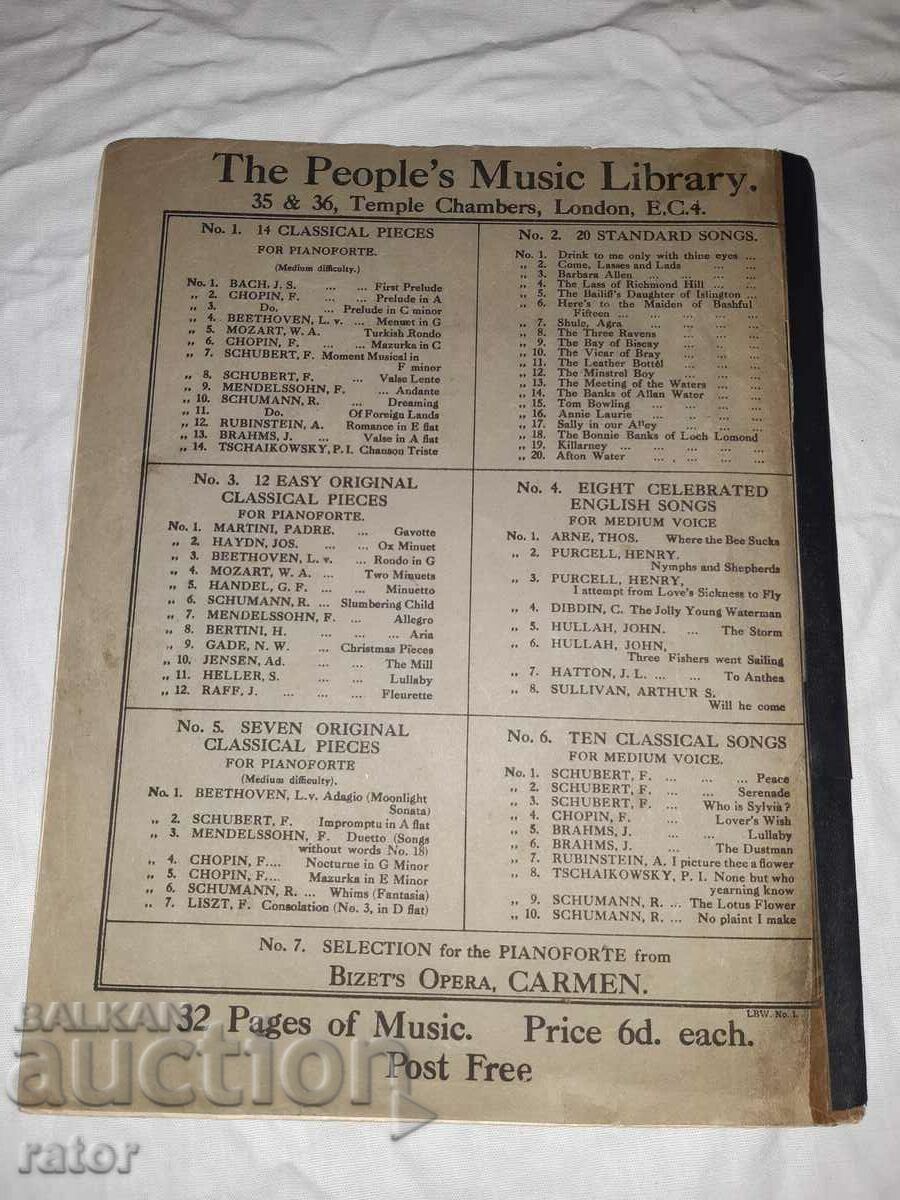 The People's Music Library.
35 & 36, Temple Chambers, London, E.C.4.
No. 1. 14 CLASSICAL PIECES
FOR PIANOFORTE.
(Medium difficulty.)
No. 1. BACH, J. S. ... ... First Prelude
„ 2. CHOPIN, F. ... ... Prelude in A
„ 3. Do. ... Prelude in C minor
„ 4. BEETHOVEN, L. v. ... Menuet in G
„ 5. MOZART, W. A. Turkish Rondo
„ 6. CHOPIN, F. ... ... Mazurka in C
„ 7. SCHUBERT, F. Moment Musical in
F minor
„ 8. SCHUBERT, F. ... Valse Lente
„ 9. MENDELSSOHN, F. ... Andante
„ 10. SCHUMANN, R. ... Dreaming
„ 11. Do. Of Foreign Lands
„ 12. RUBINSTEIN, A. Romance in E flat
„ 13. BRAHMS, J. ... Valse in A flat
„ 14. TSCHAIKOWSKY, P. I. Chanson Triste
No. 2. 20 STANDARD SONGS.
No. 1. Drink to me only with thine eyes ...
„ 2. Come, Lasses and Lads ... ...
„ 3. Barbara Allen ... ... ...
„ 4. The Lass of Richmond Hill ... ...
„ 5. The Bailiff's Daughter of Islington ...
„ 6. Here's to the Maiden of Bashful
Fifteen ... ... ... ... ...
„ 7. Shule, Agra ... ... ... ...
„ 8. The Three Ravens ... ... ...
„ 9. The Bay of Biscay ... ... ...
„ 10. The Vicar of Bray ... ... ...
„ 11. The Leather Bottèl ... ... ...
„ 12. The Minstrel Boy ... ... ...
„ 13. The Meeting of the Waters ... ...
„ 14. The Banks of Allan Water ... ...
„ 15. Tom Bowling ... ... ... ...
„ 16. Annie Laurie ... ... ... ...
„ 17. Sally in our Alley ... ... ...
„ 18. The Bonnie Banks of Loch Lomond
„ 19. Killarney ... ... ... ...
„ 20. Afton Water ... ... ... ...
No. 3. 12 EASY ORIGINAL
CLASSICAL PIECES
FOR PIANOFORTE.
No. 1. MARTINI, PADRE. ... Gavotte
„ 2. HAYDN, JOS. ... ... Ox Minuet
„ 3. BEETHOVEN, L. v. ... Rondo in G
„ 4. MOZART, W. A. ... Two Minuets
„ 5. HANDEL, G. F. ... ... Minuetto
„ 6. SCHUMANN, R. ... Slumbering Child
„ 7. MENDELSSOHN, F. ... Allegro
„ 8. BERTINI, H. ... ... ... Aria
„ 9. GADE, N. W. ... Christmas Pieces
„ 10. JENSEN, Ad. ... ... The Mill
„ 11. HELLER, S. ... ... Lullaby
„ 12. RAFF, J. ... ... ... Fleurette
No. 4. EIGHT CELEBRATED
ENGLISH SONGS
FOR MEDIUM VOICE
No. 1. ARNE, THOS. Where the Bee Sucks
„ 2. PURCELL, HENRY.
Nymphs and Shepherds
„ 3. PURCELL, HENRY,
I attempt from Love's Sickness to Fly
„ 4. DIBDIN, C. The Jolly Young Waterman
„ 5. HULLAH, JOHN. ... The Storm
„ 6. HULLAH, JOHN,
Three Fishers went Sailing
„ 7. HATTON, J. L. ... ... To Anthea
„ 8. SULLIVAN, ARTHUR S.
Will he come
No. 5. SEVEN ORIGINAL
CLASSICAL PIECES
FOR PIANOFORTE
(Medium difficulty).
No. 1. BEETHOVEN, L.v. Adagio (Moonlight
Sonata)
„ 2. SCHUBERT, F. Impromptu in A flat
„ 3. MENDELSSOHN, F. Duetto (Songs
without words No. 18)
„ 4. CHOPIN, F.... Nocturne in G Minor
„ 5. CHOPIN, F.... Mazurka in E Minor
„ 6. SCHUMANN, R. ... Whims (Fantasia)
„ 7. LISZT, F. Consolation (No. 3, in D flat)
No. 6. TEN CLASSICAL SONGS
FOR MEDIUM VOICE.
No. 1. SCHUBERT, F. ... ... ... Peace
„ 2. SCHUBERT, F. ... ... Serenade
„ 3. SCHUBERT, F. ... Who is Sylvia?
„ 4. CHOPIN, F. ... ... Lover's Wish
„ 5. BRAHMS, J. ... ... ... Lullaby
„ 6. BRAHMS, J. ... ... The Dustman
„ 7. RUBINSTEIN, A. I picture thee a flower
„ 8. TSCHAIKOWSKY, P. I. None but who
yearning know
„ 9. SCHUMANN, R. ... The Lotus Flower
„ 10. SCHUMANN, R. ... No plaint I make
No. 7. SELECTION for the PIANOFORTE from
BIZET'S OPERA, CARMEN.
LBW. No. 1.
32 Pages of Music. Price 6d. each.
Post Free
BALKAN
auction
rator